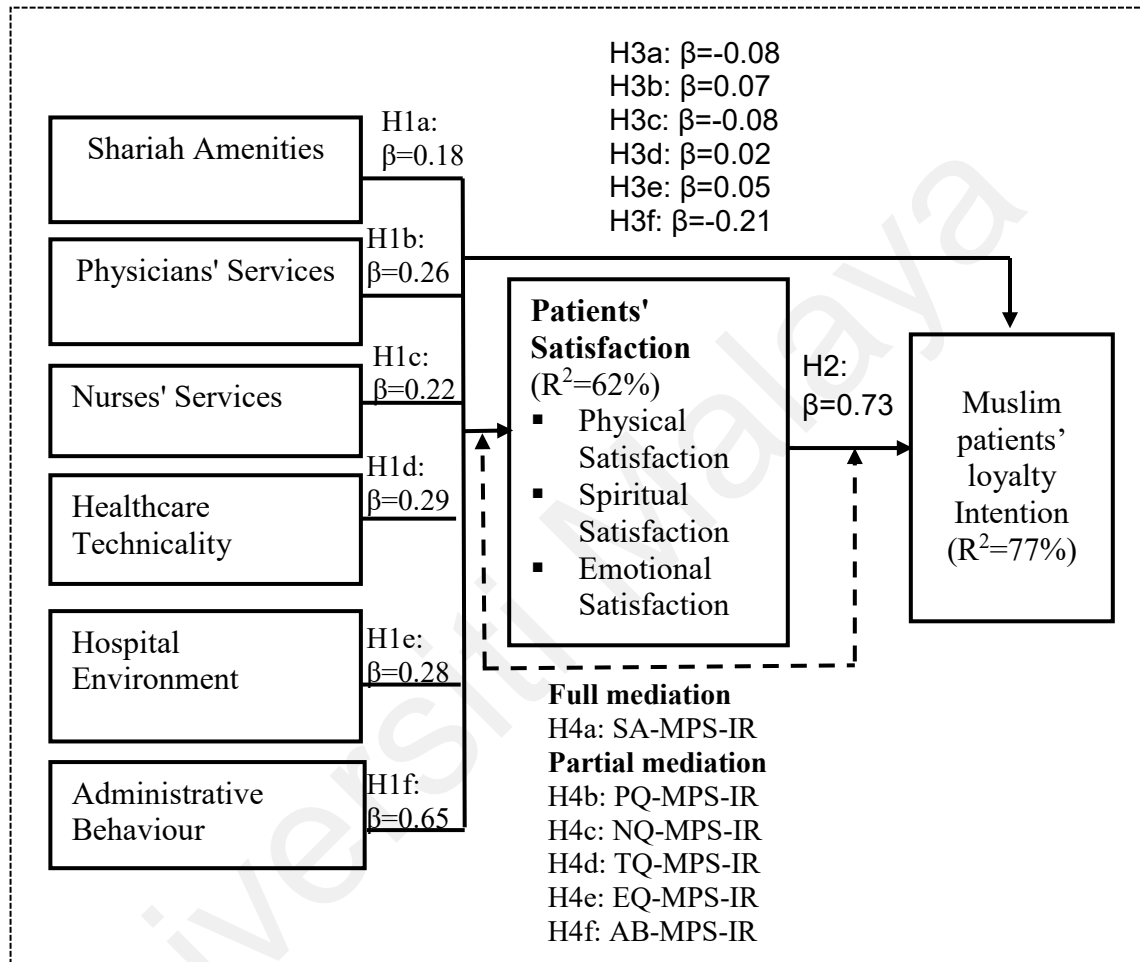 H3a: β=-0.08
H3b: β=0.07
H3c: β=-0.08
H3d: β=0.02
H3e: β=0.05
H3f: β=-0.21
Shariah Amenities
H1a:
β=0.18
Physicians' Services
H1b:
β=0.26
Nurses' Services
H1c:
β=0.22
Healthcare
Technicality
H1d:
β=0.29
Hospital
Environment
H1e:
β=0.28
Administrative
Behaviour
H1f:
β=0.65
Patients'
Satisfaction
(R²=62%)
▪ Physical
Satisfaction
▪ Spiritual
Satisfaction
▪ Emotional
Satisfaction
H2:
β=0.73
Muslim
patients’
loyalty
Intention
(R²=77%)
Full mediation
H4a: SA-MPS-IR
Partial mediation
H4b: PQ-MPS-IR
H4c: NQ-MPS-IR
H4d: TQ-MPS-IR
H4e: EQ-MPS-IR
H4f: AB-MPS-IR
iversiti Malaya